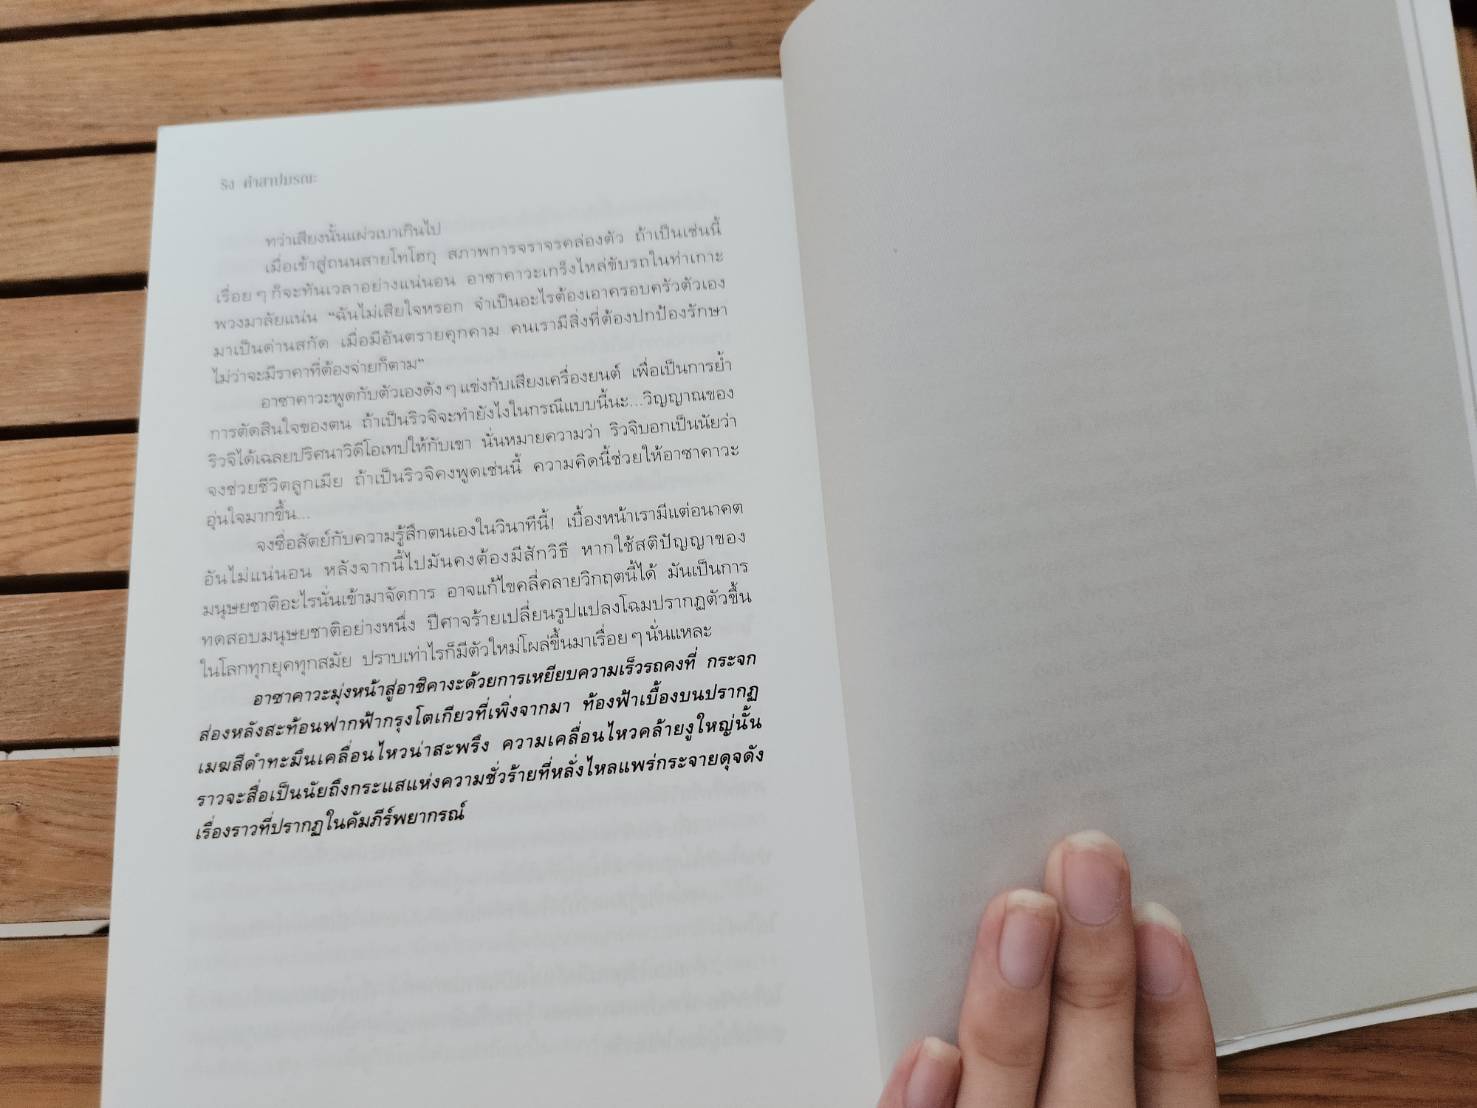 ริง คำสาปมรณะ
ทว่าเสียงนั้นแผ่วเบาเกินไป
เมื่อเข้าสู่ถนนสายโทโฮกุ สภาพการจราจรคล่องตัว ถ้าเป็นเช่นนี้
เรื่อยๆ ก็จะทันเวลาอย่างแน่นอน อาซาคาวะเกร็งไหล่ขับรถในท่าเกาะ
พวงมาลัยแน่น “ฉันไม่เสียใจหรอก จำเป็นอะไรต้องเอาครอบครัวตัวเอง
มาเป็นด่านสกัด เมื่อมีอันตรายคุกคาม คนเรามีสิ่งที่ต้องปกป้องรักษา
ไม่ว่าจะมีราคาที่ต้องจ่ายก็ตาม”
อาซาคาวะพูดกับตัวเองดังๆ แข่งกับเสียงเครื่องยนต์ เพื่อเป็นการย้ำ
การตัดสินใจของตน ถ้าเป็นริวจิจะทำยังไงในกรณีแบบนี้นะ...วิญญาณของ
ริวจิได้เฉลยปริศนาวิดีโอเทปให้กับเขา นั่นหมายความว่า ริวจิบอกเป็นนัยว่า
จงช่วยชีวิตลูกเมีย ถ้าเป็นริวจิคงพูดเช่นนี้ ความคิดนี้ช่วยให้อาซาคาวะ
อุ่นใจมากขึ้น...
จงซื่อสัตย์กับความรู้สึกตนเองในวินาทีนี้! เบื้องหน้าเรามีแต่อนาคต
อันไม่แน่นอน หลังจากนี้ไปมันคงต้องมีสักวิธี หากใช้สติปัญญาของ
มนุษยชาติอะไรนั่นเข้ามาจัดการ อาจแก้ไขคลี่คลายวิกฤตนี้ได้ มันเป็นการ
ทดสอบมนุษยชาติอย่างหนึ่ง ปีศาจร้ายเปลี่ยนรูปแปลงโฉมปรากฏตัวขึ้น
ในโลกทุกยุคทุกสมัย ปราบเท่าไรก็มีตัวใหม่โผล่ขึ้นมาเรื่อยๆ นั่นแหละ
อาซาคาวะมุ่งหน้าสู่อาชิคางะด้วยการเหยียบความเร็วรถคงที่ กระจก
ส่องหลังสะท้อนฟากฟ้ากรุงโตเกียวที่เพิ่งจากมา ท้องฟ้าเบื้องบนปรากฏ
เมฆสีดำทะมึนเคลื่อนไหวน่าสะพรึง ความเคลื่อนไหวคล้ายงูใหญ่นั้น
ราวจะสื่อเป็นนัยถึงกระแสแห่งความชั่วร้ายที่หลั่งไหลแพร่กระจายดุจดัง
เรื่องราวที่ปรากฏในคัมภีร์พยากรณ์